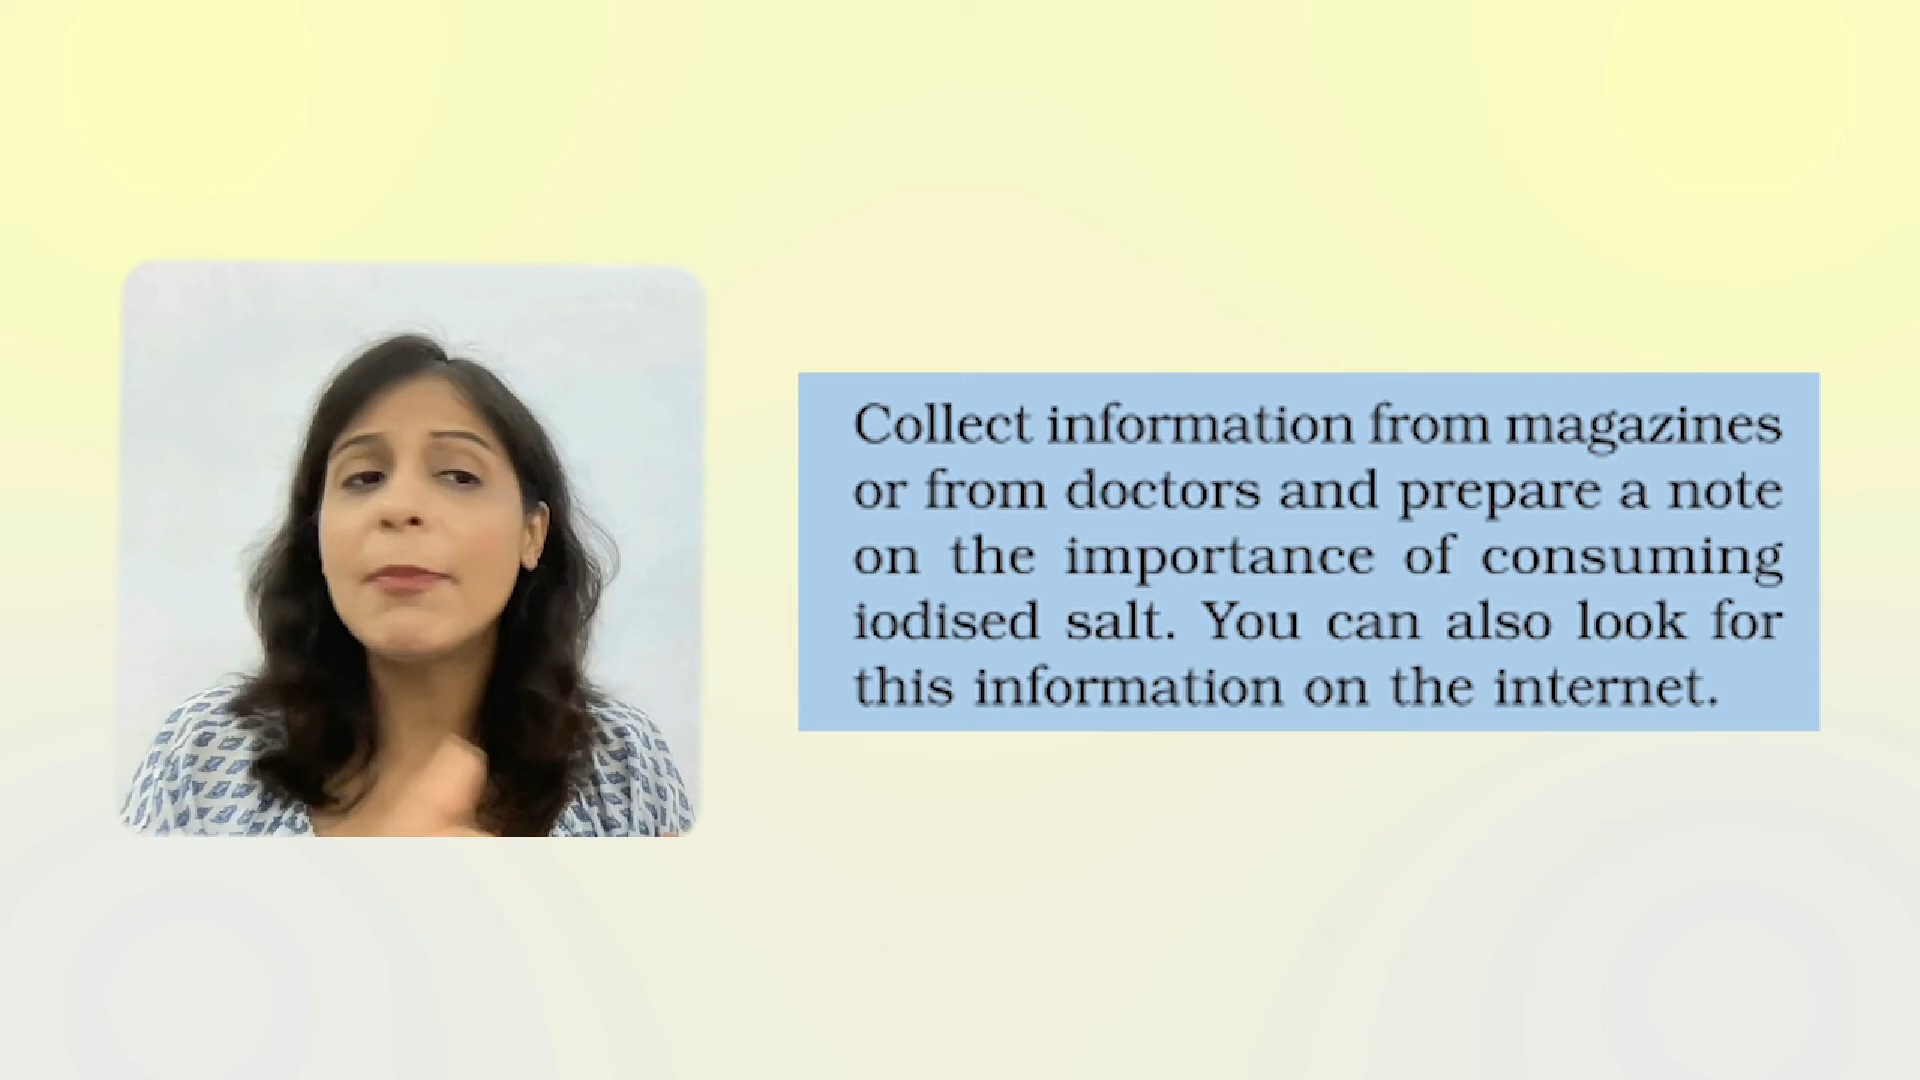 Collect information from magazines
or from doctors and prepare a note
on the importance of consuming
iodised salt. You can also look for
this information on the internet.